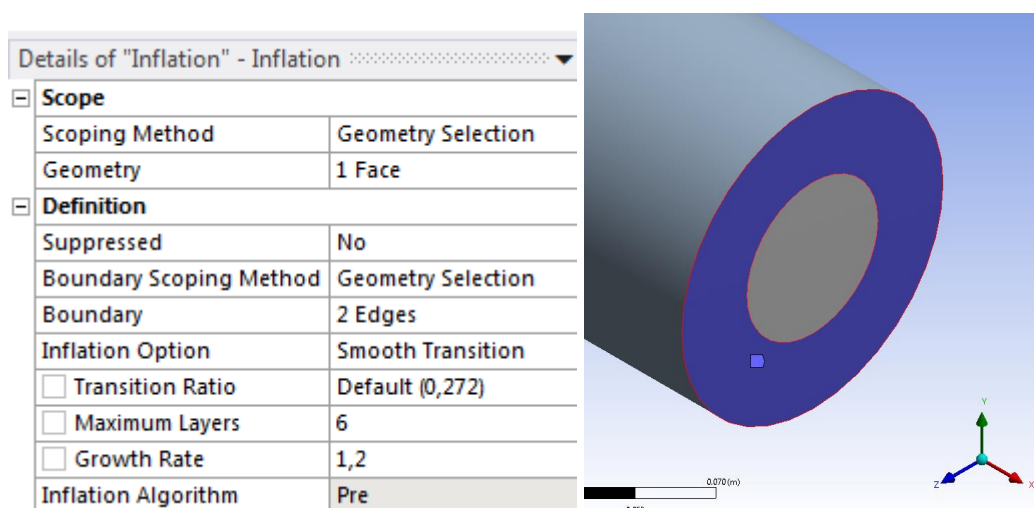 Details of "Inflation" - Inflation
Scope
Scoping Method Geometry Selection
Geometry 1 Face
Definition
Suppressed No
Boundary Scoping Method Geometry Selection
Boundary 2 Edges
Inflation Option Smooth Transition
Transition Ratio Default (0,272)
Maximum Layers 6
Growth Rate 1,2
Inflation Algorithm Pre
0.070 (m)
Y
Z
X